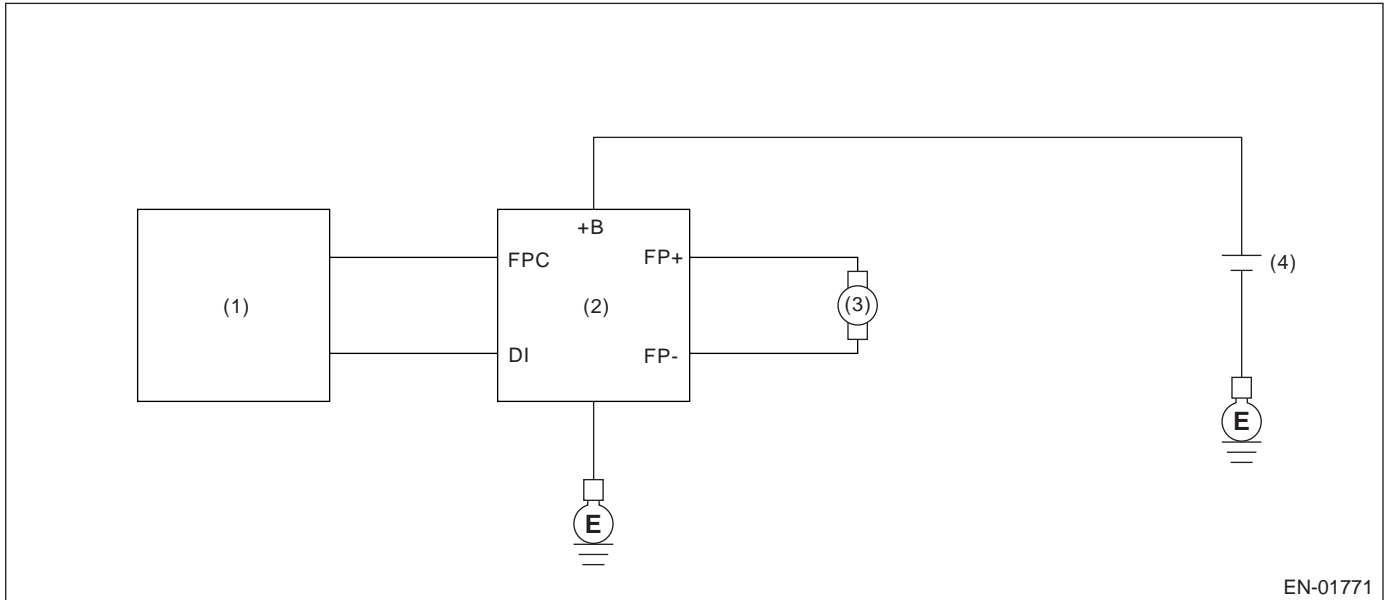 +B
FPC
FP+
(1)
(2)
(3)
(4)
DI
FP-
E
E
EN-01771